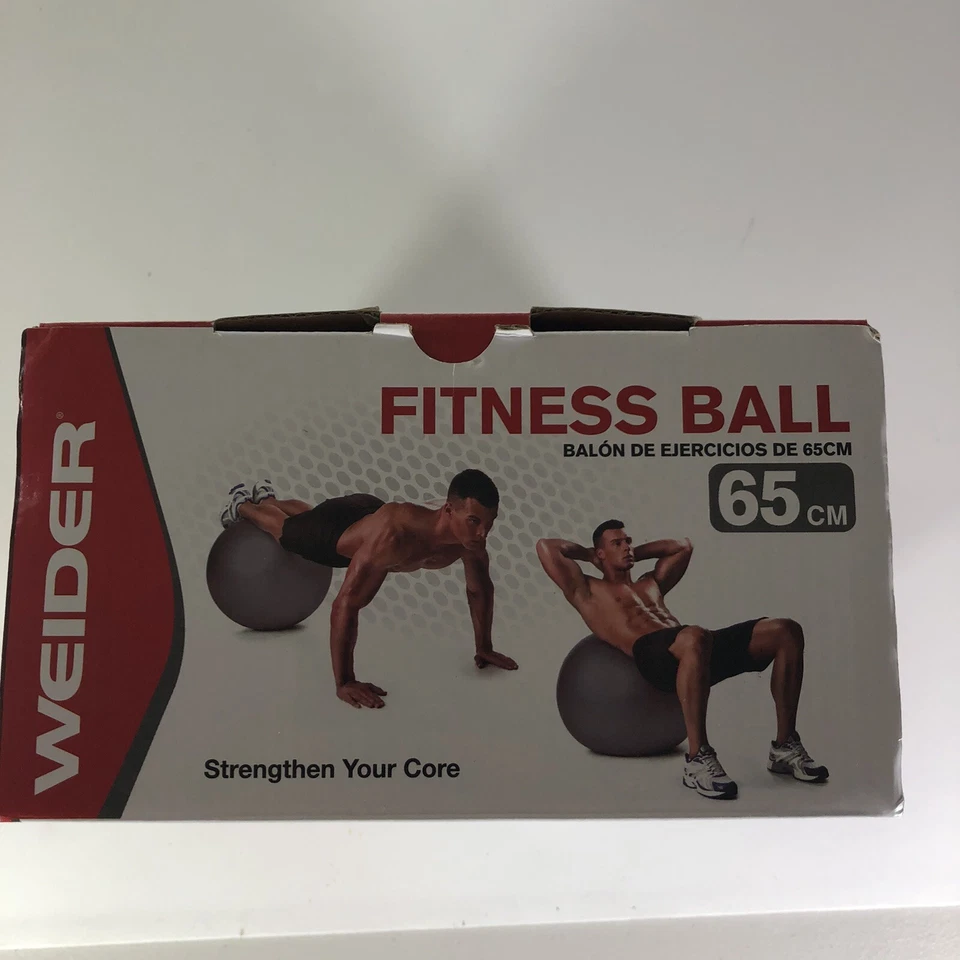 WEIDER®
FITNESS BALL
BALÓN DE EJERCICIOS DE 65CM
65 CM
Strengthen Your Core